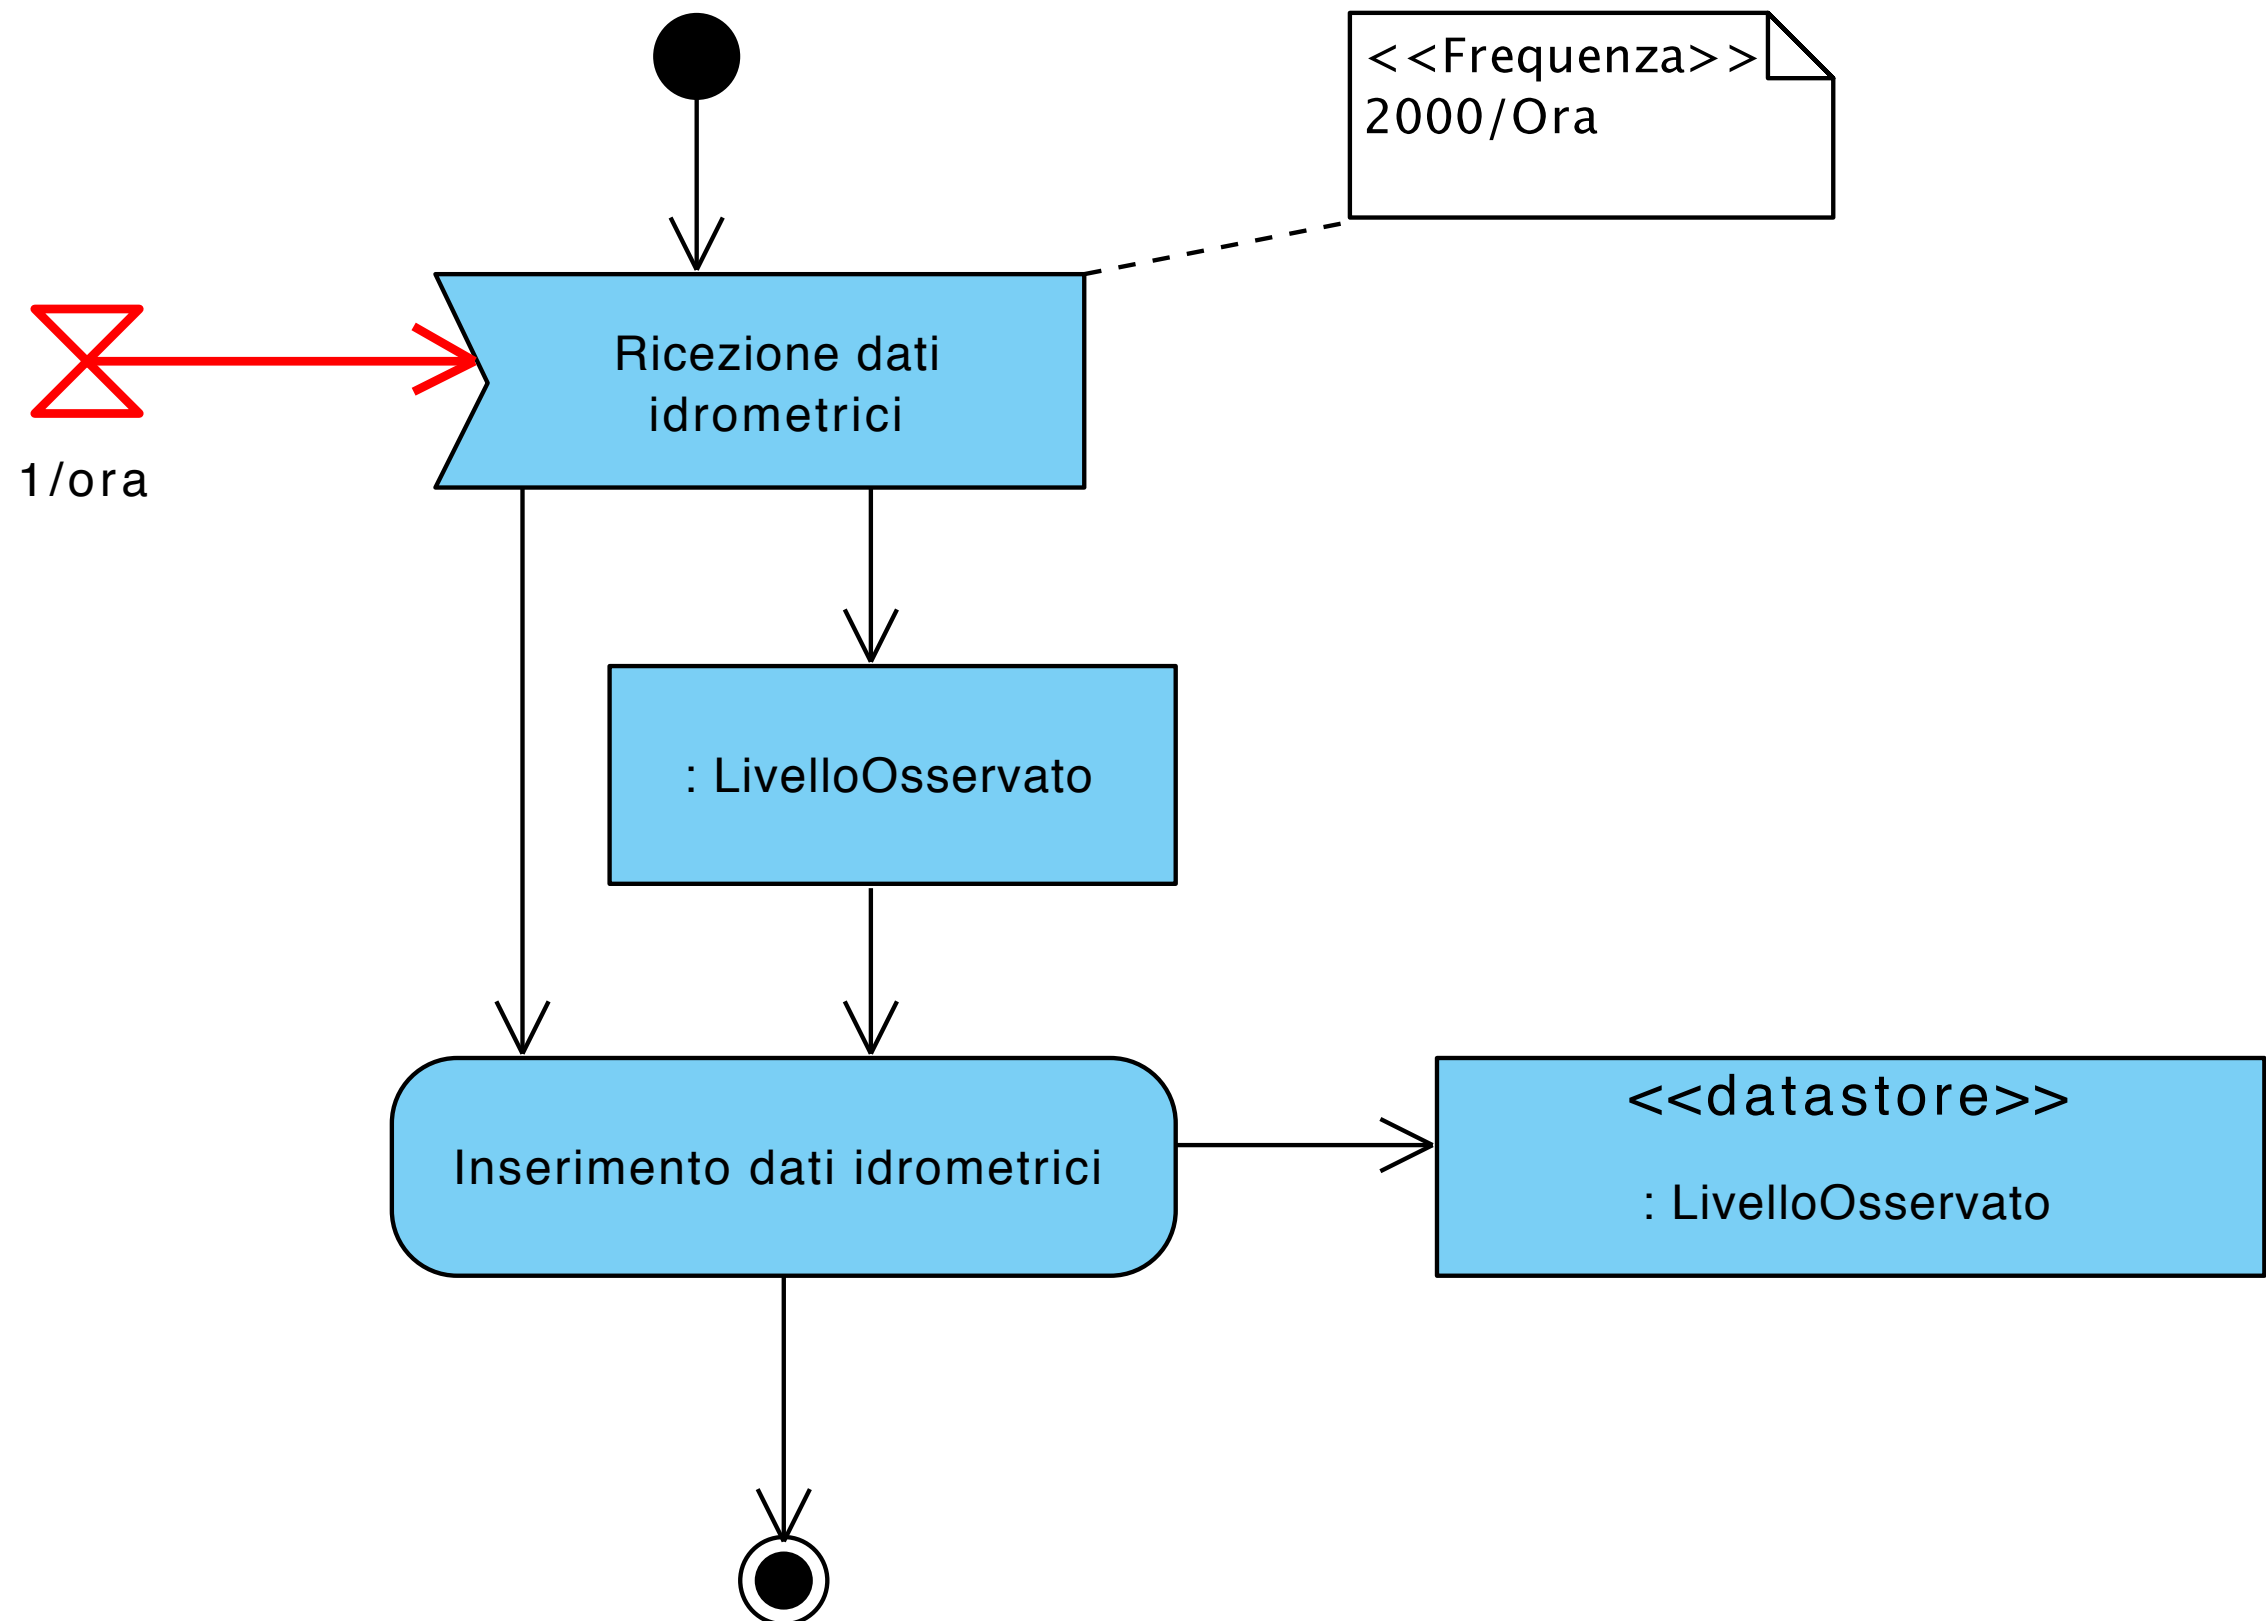 <<Frequenza>>
2000/Ora
Ricezione dati
idrometrici
1/ora
: LivelloOsservato
Inserimento dati idrometrici
<<datastore>>
: LivelloOsservato